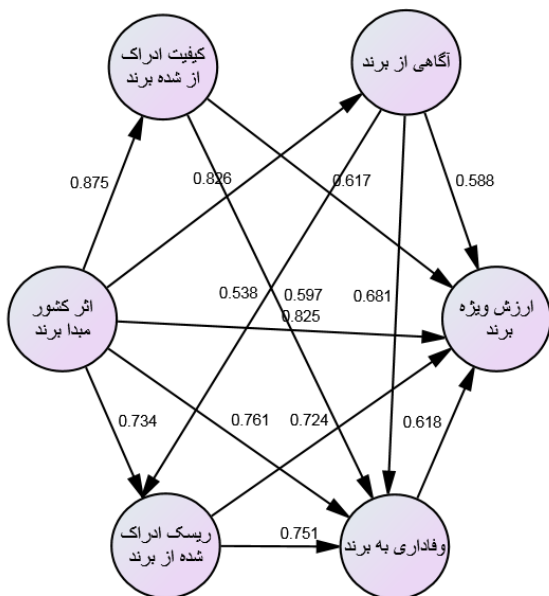 کیفیت ادراک
از شده برند
آگاهی از برند
0.875
0.826
0.617
0.588
0.538
0.597
0.681
0.825
اثر کشور
مبدا برند
ارزش ویژه
برند
0.734
0.761
0.724
0.618
0.751
ریسک ادراک
شده از برند
وفاداری به برند